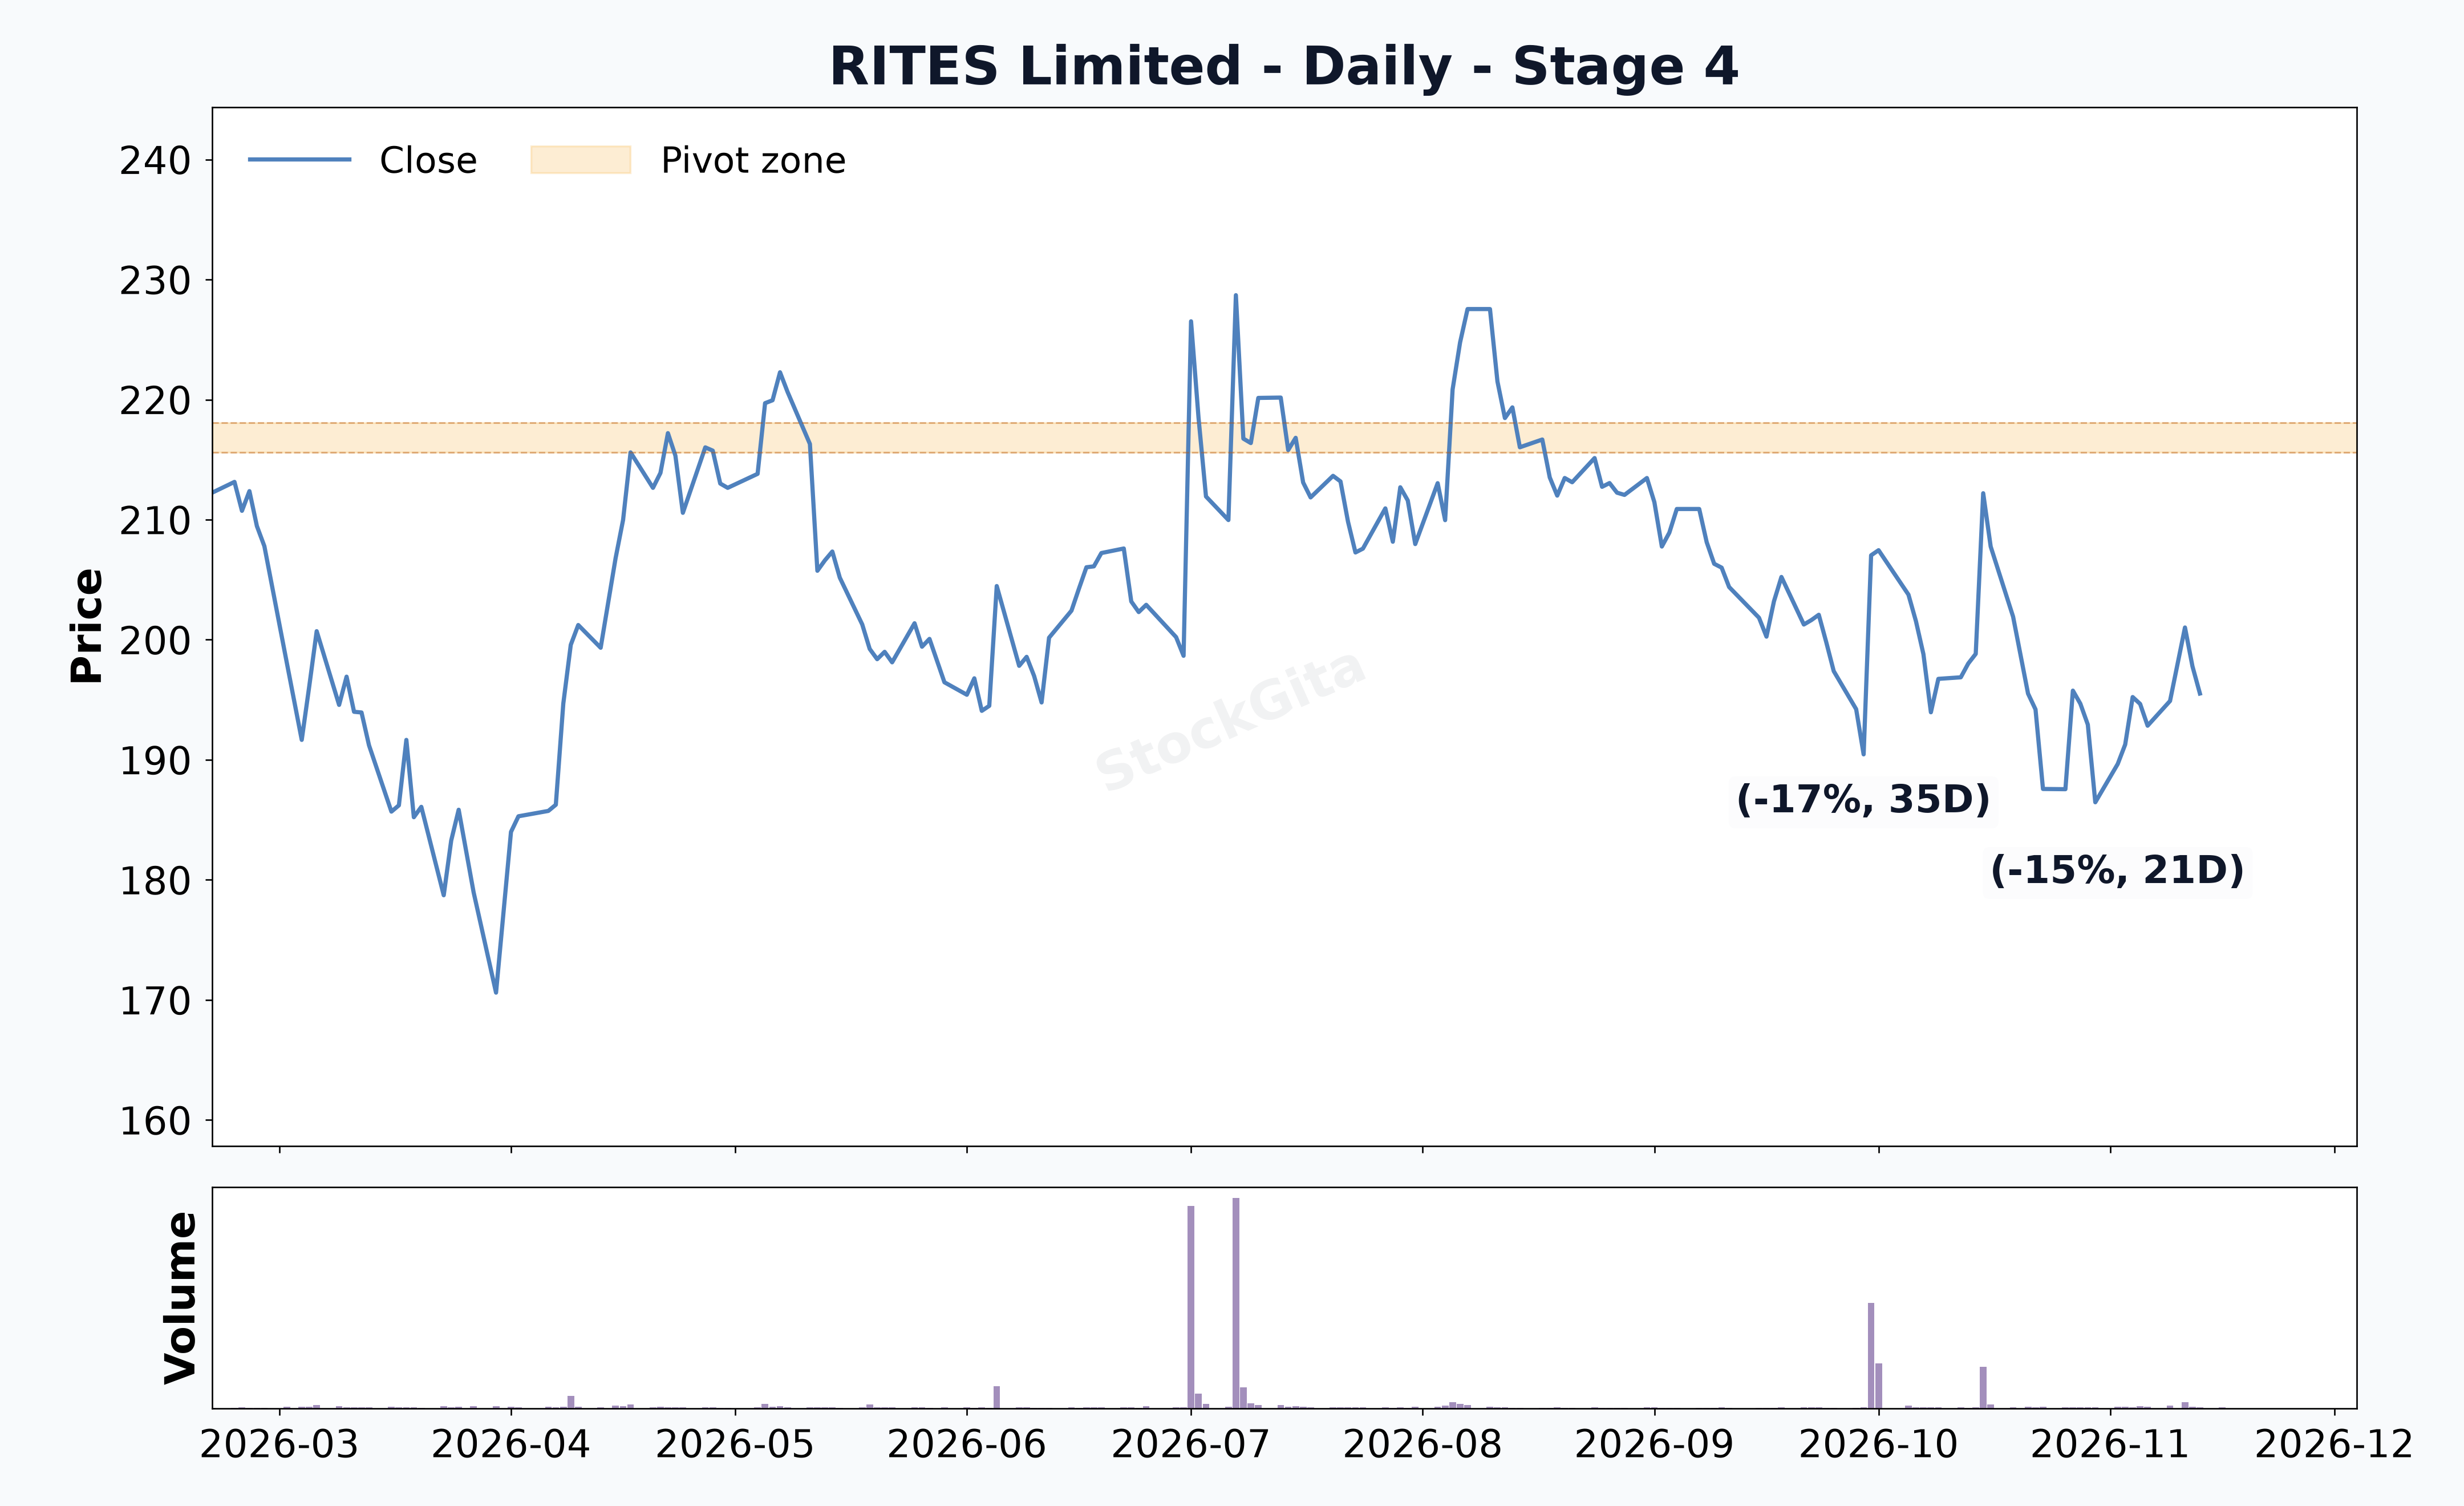 RITES Limited - Daily - Stage 4
Close
Pivot zone
240
230
220
210
200
190
180
170
160
Price
StockGita
(-17%, 35D)
(-15%, 21D)
Volume
2026-03
2026-04
2026-05
2026-06
2026-07
2026-08
2026-09
2026-10
2026-11
2026-12